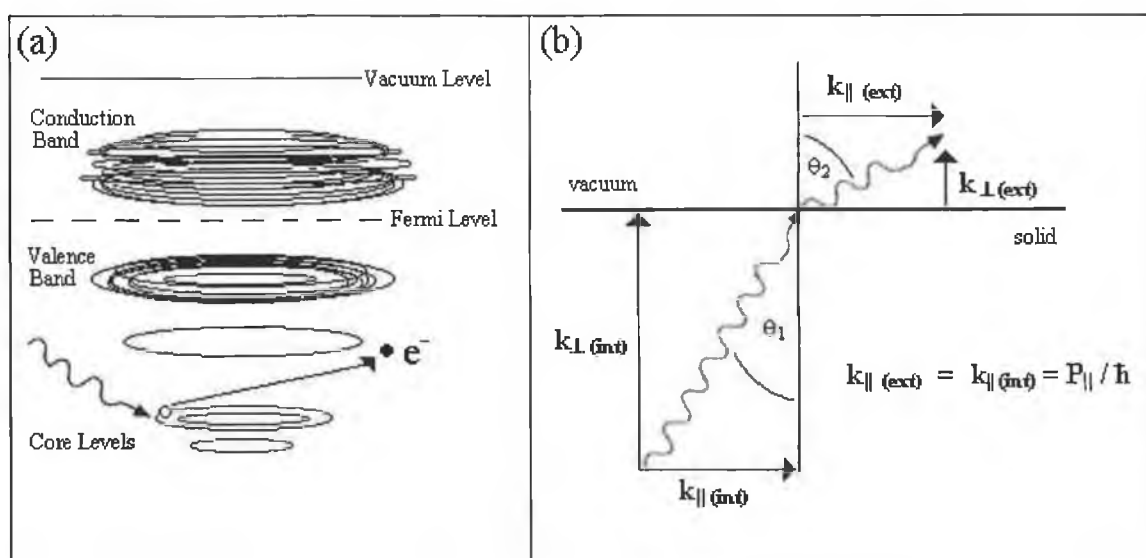 (a)
Vacuum Level
Conduction
Band
Fermi Level
Valence
Band
e⁻
Core Levels
(b)
k∥ (ext)
θ₂
vacuum
k⊥(ext)
solid
θ₁
k⊥(int)
k∥ (ext) = k∥(int) = P∥ / ħ
k∥(int)